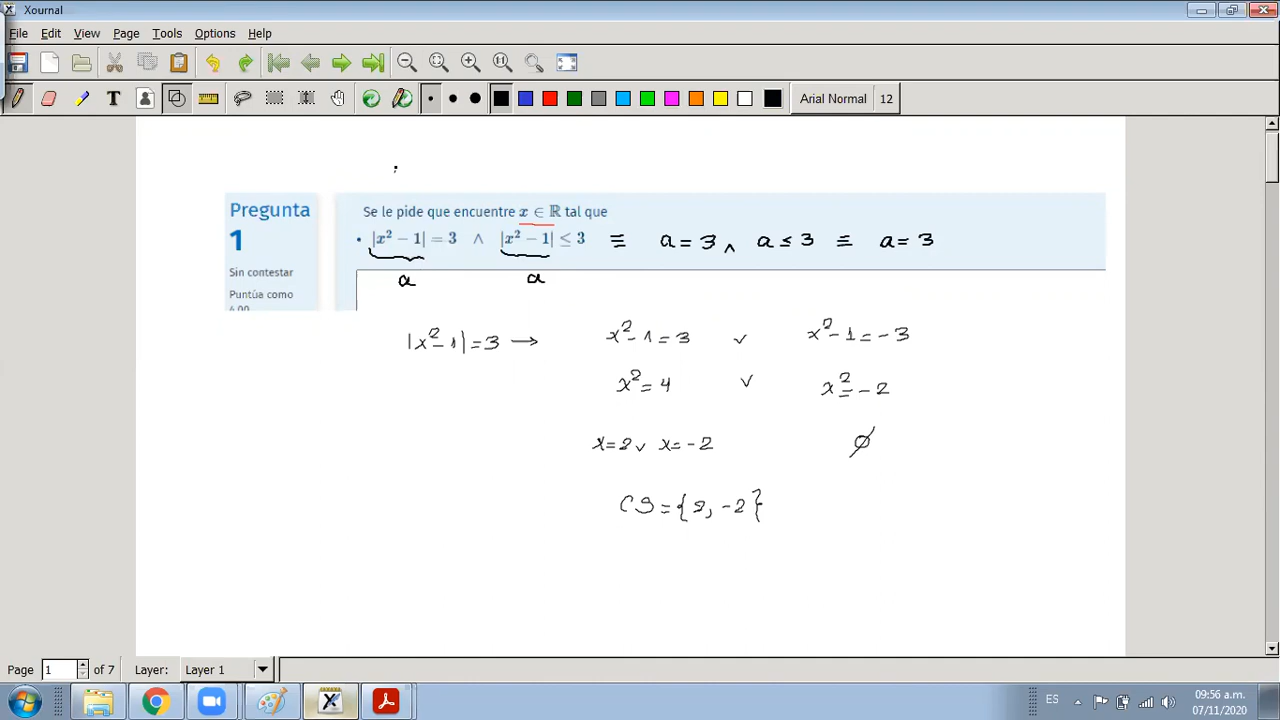 Xournal
File Edit View Page Tools Options Help
T Arial Normal 12
Pregunta
1
Sin contestar
Puntúa como
Se le pide que encuentre x ∈ ℝ tal que
• |x² − 1| = 3 ∧ |x² − 1| ≤ 3 ≡ a = 3 ∧ a ≤ 3 ≡ a = 3
a a
|x² − 1| = 3 → x² − 1 = 3 ∨ x² − 1 = −3
x² = 4 ∨ x² = −2
x = 2 ∨ x = −2 ∅
CS = {2, −2}
Page 1 of 7 Layer: Layer 1
ES 09:56 a.m.
07/11/2020